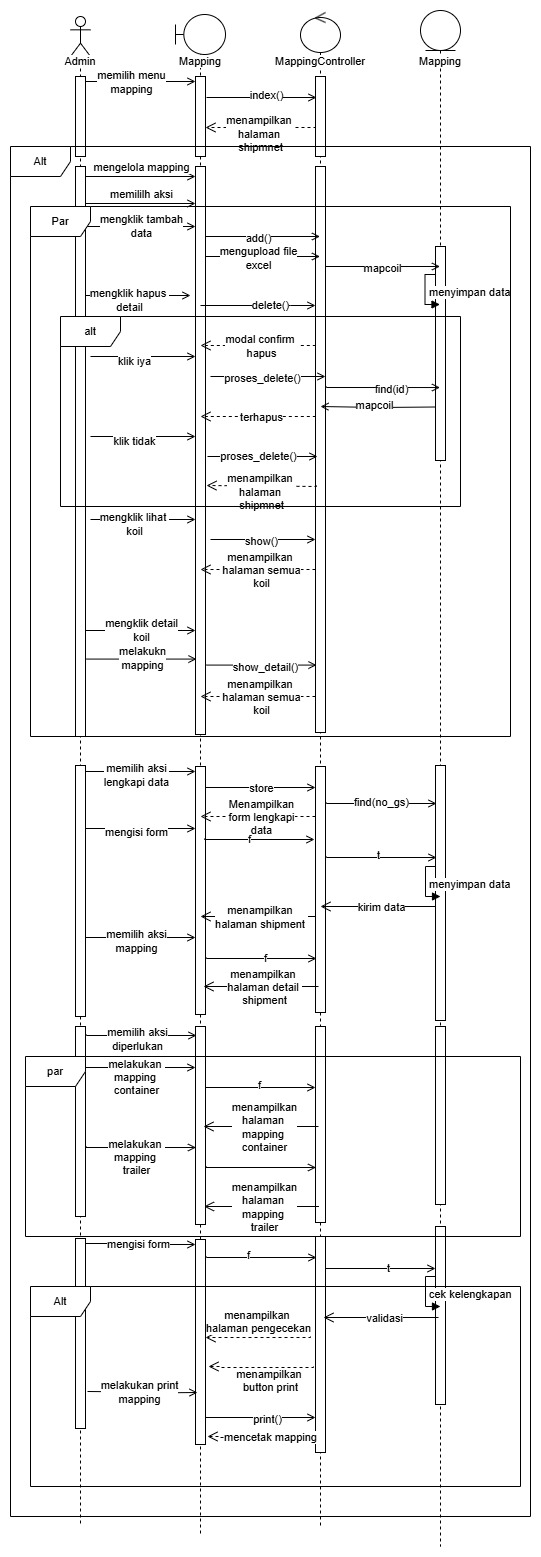 Admin
Mapping
MappingController
Mapping
memilih menu
mapping
index()
menampilkan
halaman
shipmnet
Alt
mengelola mapping
memililh aksi
Par
mengklik tambah
data
add()
mengupload file
excel
mapcoil
menyimpan data
mengklik hapus
detail
delete()
alt
modal confirm
hapus
klik iya
proses_delete()
find(id)
mapcoil
terhapus
klik tidak
proses_delete()
menampilkan
halaman
shipmnet
mengklik lihat
koil
show()
menampilkan
halaman semua
koil
mengklik detail
koil
melakukn
mapping
show_detail()
menampilkan
halaman semua
koil
memilih aksi
lengkapi data
store
find(no_gs)
Menampilkan
form lengkapi
data
mengisi form
f
t
menyimpan data
kirim data
menampilkan
halaman shipment
memilih aksi
mapping
f
menampilkan
halaman detail
shipment
memilih aksi
diperlukan
par
melakukan
mapping
container
f
menampilkan
halaman
mapping
container
melakukan
mapping
trailer
menampilkan
halaman
mapping
trailer
mengisi form
f
t
Alt
cek kelengkapan
validasi
menampilkan
halaman pengecekan
menampilkan
button print
melakukan print
mapping
print()
mencetak mapping